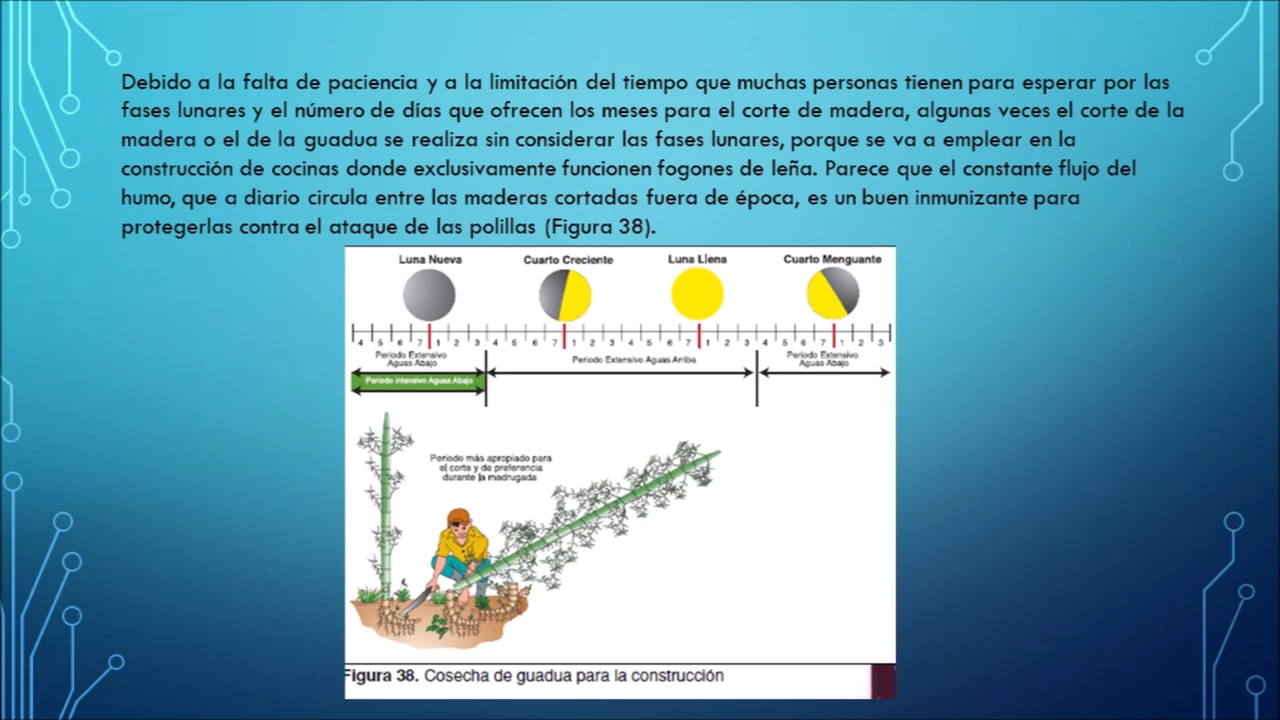 Debido a la falta de paciencia y a la limitación del tiempo que muchas personas tienen para esperar por las
fases lunares y el número de días que ofrecen los meses para el corte de madera, algunas veces el corte de la
madera o el de la guadua se realiza sin considerar las fases lunares, porque se va a emplear en la
construcción de cocinas donde exclusivamente funcionen fogones de leña. Parece que el constante flujo del
humo, que a diario circula entre las maderas cortadas fuera de época, es un buen inmunizante para
protegerlas contra el ataque de las polillas (Figura 38).
Luna Nueva Cuarto Creciente Luna Llena Cuarto Menguante
4 5 6 7 1 2 3 4 5 6 7 1 2 3 4 5 6 7 1 2 3 4 5 6 7 1 2 3
Periodo Extensivo
Aguas Abajo
Periodo Extensivo Aguas Arriba
Periodo Extensivo
Aguas Abajo
Periodo intensivo Aguas Abajo
Periodo más apropiado para
el corte y de preferencia
durante la madrugada
Figura 38. Cosecha de guadua para la construcción